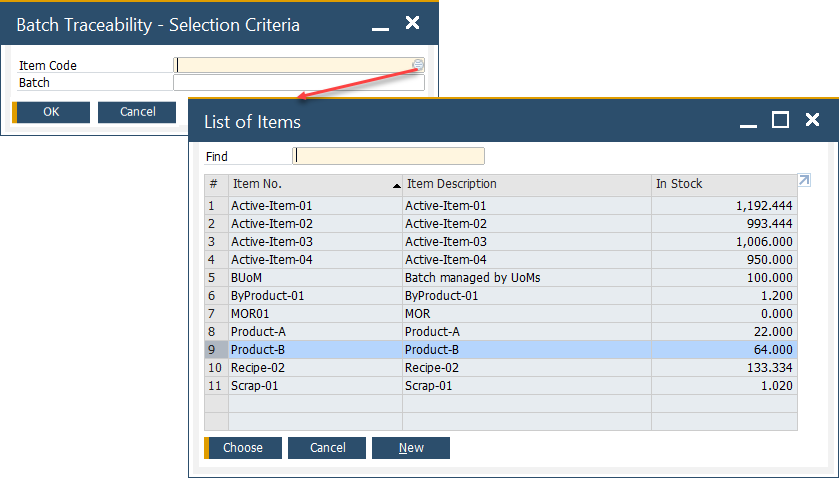 Batch Traceability - Selection Criteria
Item Code
Batch
OK Cancel
List of Items
Find
# Item No. Item Description In Stock
1 Active-Item-01 Active-Item-01 1,192.444
2 Active-Item-02 Active-Item-02 993.444
3 Active-Item-03 Active-Item-03 1,006.000
4 Active-Item-04 Active-Item-04 950.000
5 BUoM Batch managed by UoMs 100.000
6 ByProduct-01 ByProduct-01 1.200
7 MOR01 MOR 0.000
8 Product-A Product-A 22.000
9 Product-B Product-B 64.000
10 Recipe-02 Recipe-02 133.334
11 Scrap-01 Scrap-01 1.020
Choose Cancel New